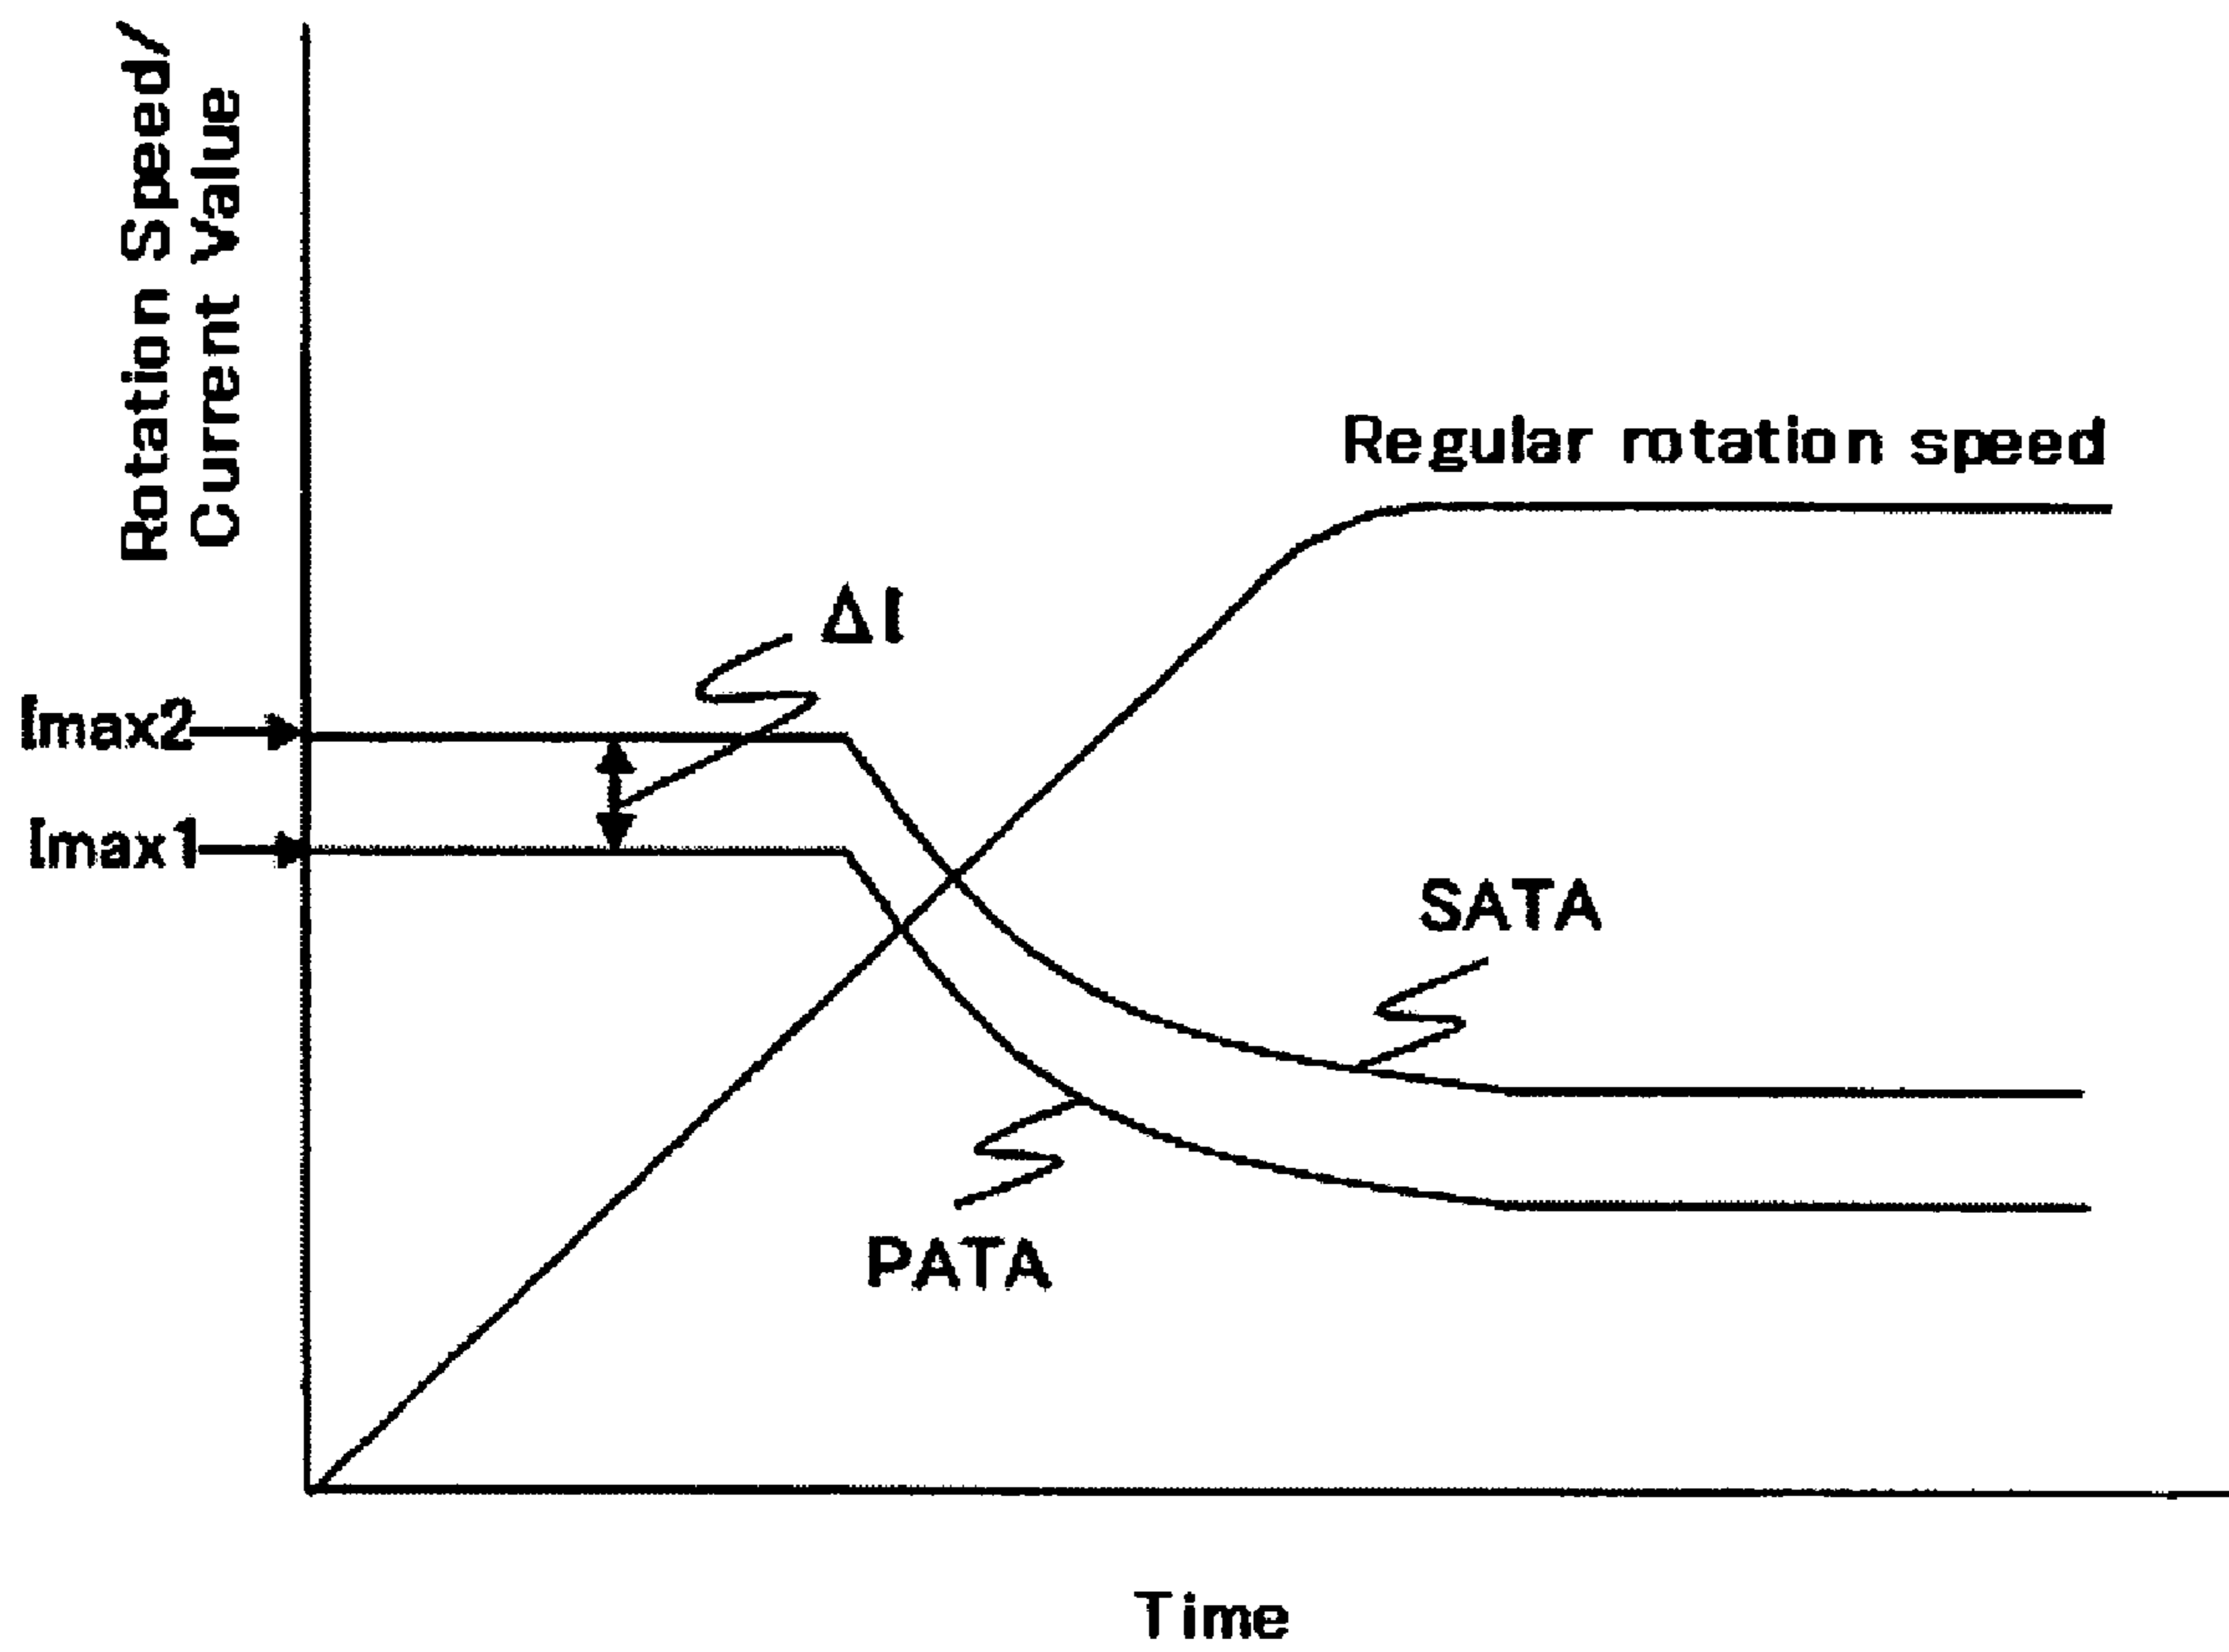 Rotation Speed/
Current Value
Regular rotation speed
ΔI
Imax2
Imax1
SATA
PATA
Time